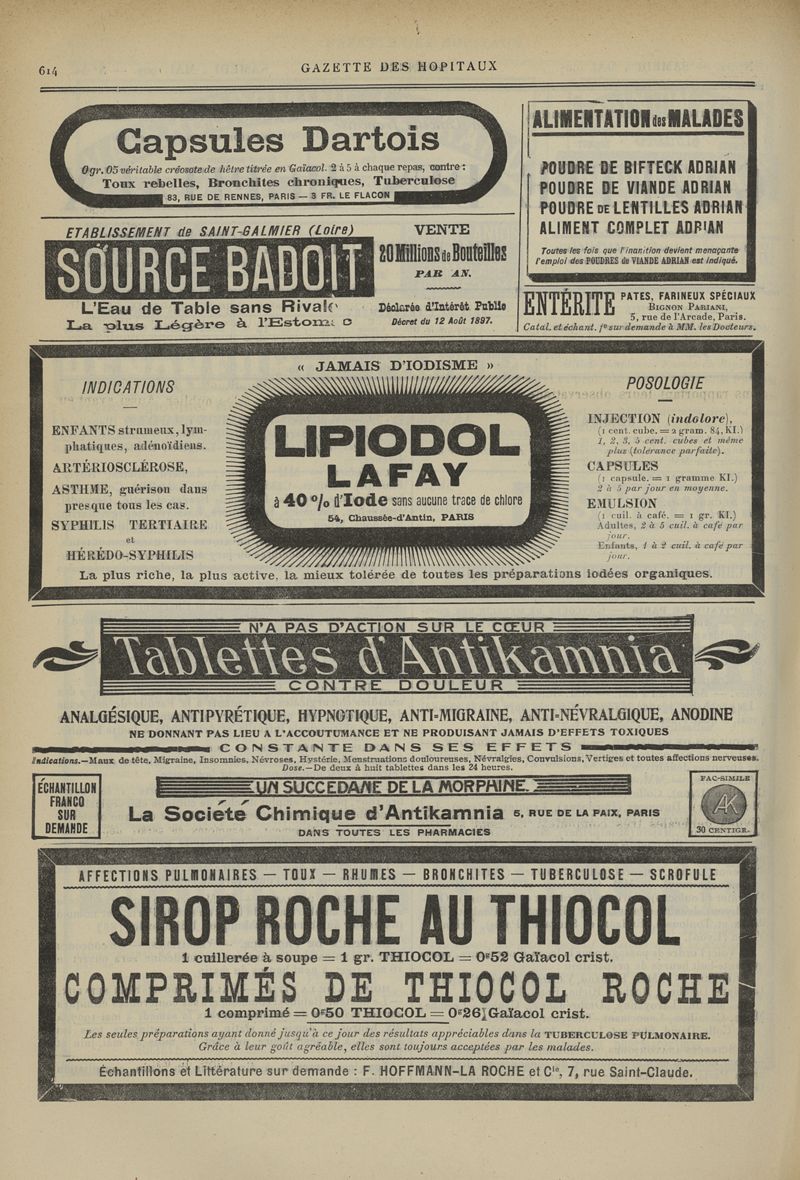 614
GAZETTE DES HOPITAUX
Capsules Dartois
0gr.05 véritable créosote de hêtre titrée en Gaïacol. 2 à 5 à chaque repas, contre :
Toux rebelles, Bronchites chroniques, Tuberculose
83, RUE DE RENNES, PARIS — 3 FR. LE FLACON
ALIMENTATION des MALADES
POUDRE DE BIFTECK ADRIAN
POUDRE DE VIANDE ADRIAN
POUDRE DE LENTILLES ADRIAN
ALIMENT COMPLET ADRIAN
Toutes les fois que l'inanition devient menaçante
l'emploi des POUDRES de VIANDE ADRIAN est indiqué.
ETABLISSEMENT de SAINT-GALMIER (Loire)
SOURCE BADOIT
L'Eau de Table sans Rivale
La plus Légère à l'Estomac
VENTE
20 Millions de Bouteilles
PAR AN.
Déclarée d'Intérêt Public
Décret du 12 Août 1897.
ENTÉRITE PATES, FARINEUX SPÉCIAUX
BIGNON PARIANI,
5, rue de l'Arcade, Paris.
Catal. et échant. fo sur demande à MM. les Docteurs.
« JAMAIS D'IODISME »
INDICATIONS
ENFANTS strumeux, lym-
phatiques, adénoïdiens.
ARTÉRIOSCLÉROSE,
ASTHME, guérison dans
presque tous les cas.
SYPHILIS TERTIAIRE
et
HÉRÉDO-SYPHILIS
LIPIODOL
LAFAY
à 40 % d'Iode sans aucune trace de chlore
54, Chaussée-d'Antin, PARIS
POSOLOGIE
INJECTION (indolore),
(1 cent. cube. = 2 gram. 84, KI.)
1, 2, 3, 5 cent. cubes et même
plus (tolérance parfaite).
CAPSULES
(1 capsule. = 1 gramme KI.)
2 à 5 par jour en moyenne.
EMULSION
(1 cuil. à café. = 1 gr. KI.)
Adultes, 2 à 5 cuil. à café par
jour.
Enfants, 1 à 2 cuil. à café par
jour.
La plus riche, la plus active, la mieux tolérée de toutes les préparations iodées organiques.
N'A PAS D'ACTION SUR LE CŒUR
Tablettes d'Antikamnia
CONTRE DOULEUR
ANALGÉSIQUE, ANTIPYRÉTIQUE, HYPNOTIQUE, ANTI-MIGRAINE, ANTI-NÉVRALGIQUE, ANODINE
NE DONNANT PAS LIEU A L'ACCOUTUMANCE ET NE PRODUISANT JAMAIS D'EFFETS TOXIQUES
CONSTANTE DANS SES EFFETS
Indications.—Maux de tête, Migraine, Insomnies, Névroses, Hystérie, Menstruations douloureuses, Névralgies, Convulsions, Vertiges et toutes affections nerveuses.
Dose.—De deux à huit tablettes dans les 24 heures.
ÉCHANTILLON
FRANCO
SUR
DEMANDE
UN SUCCEDANÉ DE LA MORPHINE.
La Société Chimique d'Antikamnia 5, RUE DE LA PAIX, PARIS
DANS TOUTES LES PHARMACIES
FAC-SIMILE
AK
30 CENTIGR.
AFFECTIONS PULMONAIRES — TOUX — RHUMES — BRONCHITES — TUBERCULOSE — SCROFULE
SIROP ROCHE AU THIOCOL
1 cuillerée à soupe = 1 gr. THIOCOL = 0g52 Gaïacol crist.
COMPRIMÉS DE THIOCOL ROCHE
1 comprimé = 0g50 THIOCOL = 0g26 Gaïacol crist.
Les seules préparations ayant donné jusqu'à ce jour des résultats appréciables dans la TUBERCULOSE PULMONAIRE.
Grâce à leur goût agréable, elles sont toujours acceptées par les malades.
Échantillons et Littérature sur demande : F. HOFFMANN-LA ROCHE et Cie, 7, rue Saint-Claude.